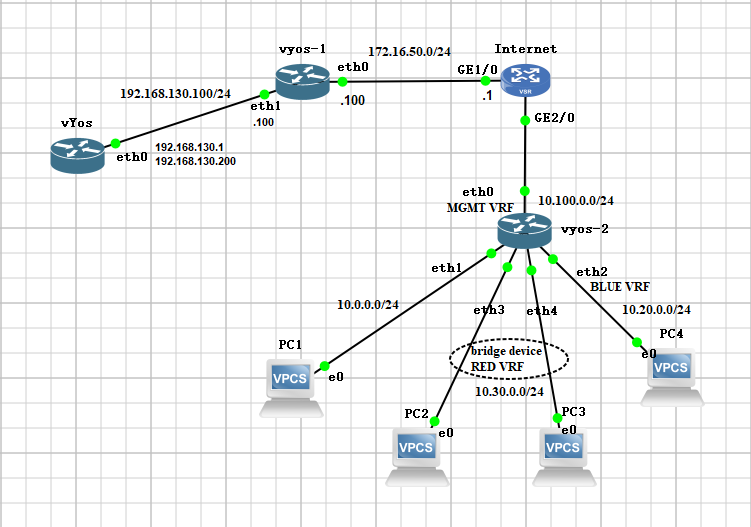 vyos-1
172.16.50.0/24
Internet
eth0
GE1/0
192.168.130.100/24
.100
.1
VSR
eth1
.100
vYos
GE2/0
192.168.130.1
192.168.130.200
eth0
eth0
10.100.0.0/24
MGMT VRF
vyos-2
eth1
eth2
BLUE VRF
10.0.0.0/24
eth3
eth4
10.20.0.0/24
PC1
bridge device
RED VRF
PC4
e0
VPCS
e0
VPCS
10.30.0.0/24
PC2
PC3
e0
e0
VPCS
VPCS